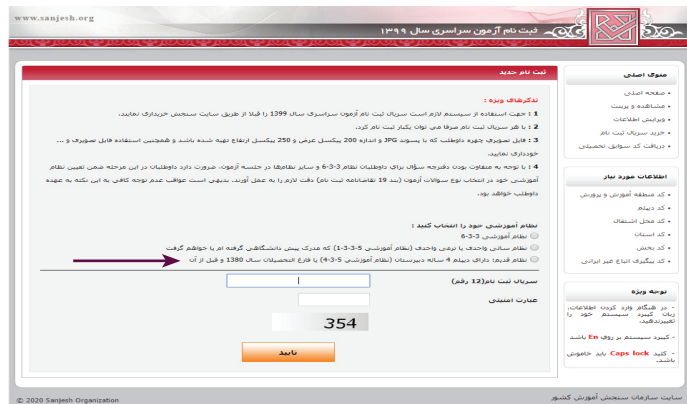 www.sanjesh.org
ثبت نام آزمون سراسری سال ۱۳۹۹
منوی اصلی
صفحه اصلی
مشاهده و پرینت
ویرایش اطلاعات
خرید سریال ثبت نام
دریافت کد سوابق تحصیلی
اطلاعات مورد نیاز
کد منطقه آموزش و پرورش
کد دیپلم
کد محل اشتغال
کد استان
کد بخش
کد پیگیری اتباع غیر ایرانی
توجه ویژه
- در هنگام وارد کردن اطلاعات،
زبان کیبرد سیستم خود را
تغییردهید.
- کیبرد سیستم بر روی En باشد
- کلید Caps lock باید خاموش
باشد.
ثبت نام جدید
تذکرهای ویژه :
1 : جهت استفاده از سیستم لازم است سریال ثبت نام آزمون سراسری سال 1399 را قبلا از طریق سایت سنجش خریداری نمایند.
2 : با هر سریال ثبت نام صرفا می توان یکبار ثبت نام کرد.
3 : فایل تصویری چهره داوطلب که با پسوند JPG و اندازه 200 پیکسل عرض و 250 پیکسل ارتفاع تهیه شده باشد و همچنین استفاده فایل تصویری و ...
خودداری نمایید.
4 : با توجه به متفاوت بودن دفترچه سؤال برای داوطلبان نظام 3-3-6 و سایر نظام‌ها در جلسه آزمون، ضرورت دارد داوطلبان در این مرحله ضمن تعیین نظام
آموزشی خود در انتخاب نوع سوالات آزمون (بند 19 تقاضانامه ثبت نام) دقت لازم را به عمل آورند. بدیهی است عواقب عدم توجه کافی به این نکته به عهده
داوطلب خواهد بود.
نظام آموزشی خود را انتخاب کنید :
نظام آموزشی 3-3-6
نظام سالی واحدی یا ترمی واحدی (نظام آموزشی 5-3-3-1) که مدرک پیش دانشگاهی گرفته ام یا خواهم گرفت
نظام قدیم: دارای دیپلم 4 ساله دبیرستان (نظام آموزشی 5-3-4) یا فارغ التحصیلان سال 1380 و قبل از آن
سریال ثبت نام(12 رقم)
عبارت امنیتی
354
تایید
سایت سازمان سنجش آموزش کشور
© 2020 Sanjesh Organization